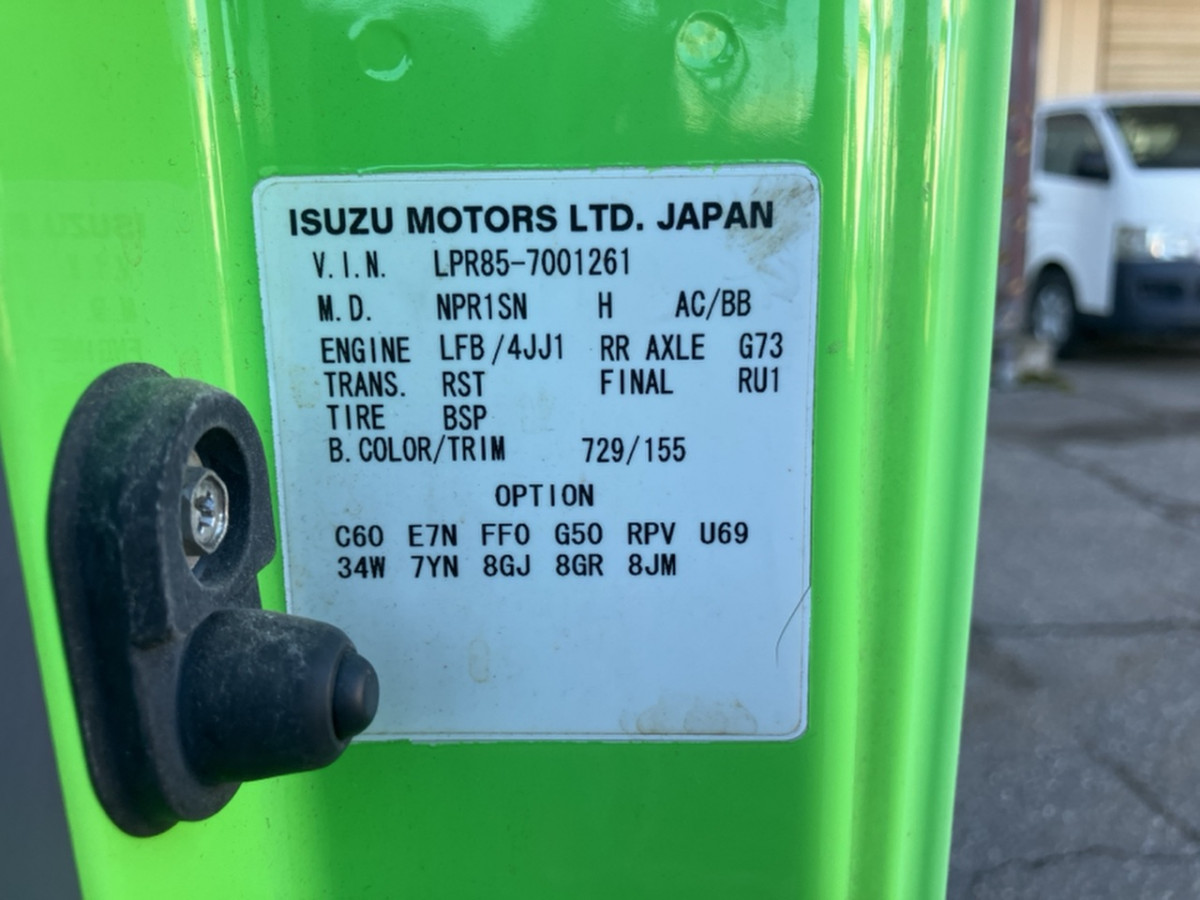 ISUZU MOTORS LTD. JAPAN
V.I.N. LPR85-7001261
M.D. NPR1SN H AC/BB
ENGINE LFB/4JJ1 RR AXLE G73
TRANS. RST FINAL RU1
TIRE BSP
B.COLOR/TRIM 729/155
OPTION
C60 E7N FF0 G50 RPV U69
34W 7YN 8GJ 8GR 8JM